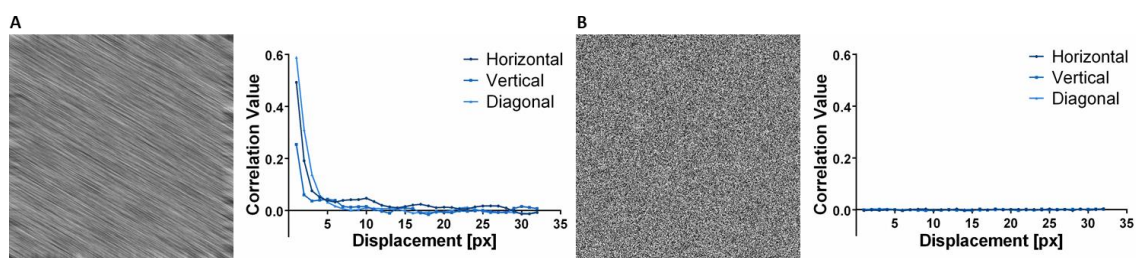 A
Correlation Value
0.6
0.4
0.2
0.0
5 10 15 20 25 30 35
Displacement [px]
Horizontal
Vertical
Diagonal
B
Correlation Value
0.6
0.4
0.2
0.0
5 10 15 20 25 30 35
Displacement [px]
Horizontal
Vertical
Diagonal